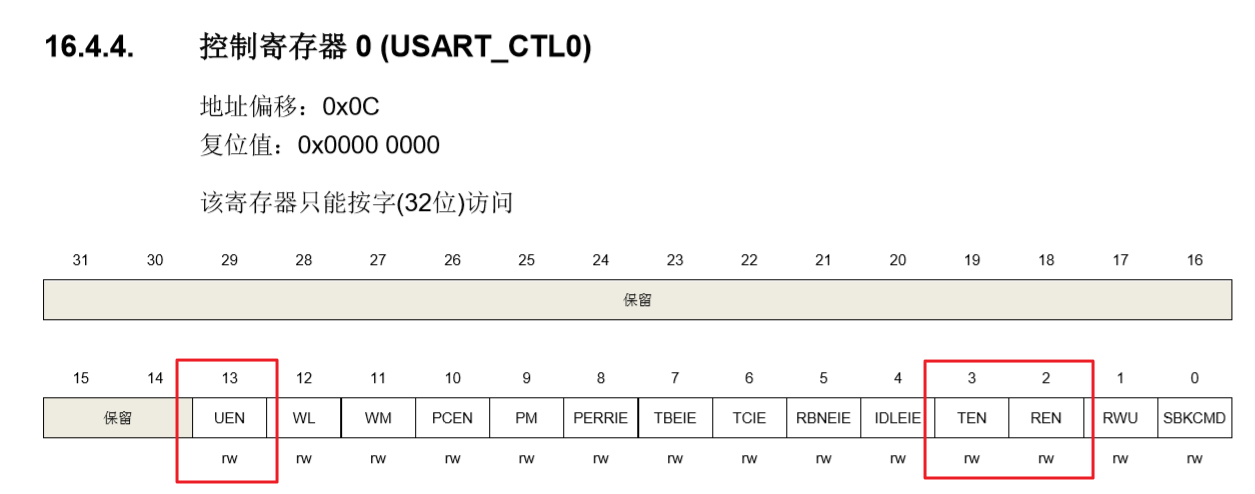 16.4.4. 控制寄存器 0 (USART_CTL0)
地址偏移：0x0C
复位值：0x0000 0000
该寄存器只能按字(32位)访问
31 30 29 28 27 26 25 24 23 22 21 20 19 18 17 16
保留
15 14 13 12 11 10 9 8 7 6 5 4 3 2 1 0
保留 UEN WL WM PCEN PM PERRIE TBEIE TCIE RBNEIE IDLEIE TEN REN RWU SBKCMD
rw rw rw rw rw rw rw rw rw rw rw rw rw rw